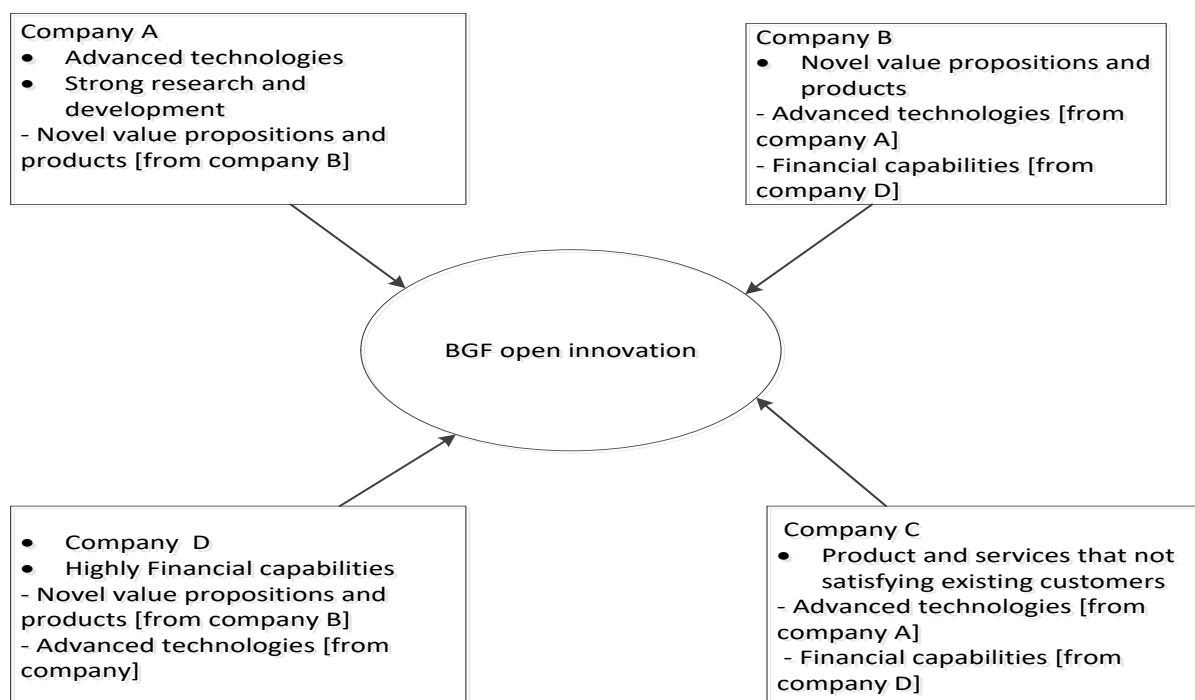 Company A
• Advanced technologies
• Strong research and
development
- Novel value propositions and
products [from company B]
Company B
• Novel value propositions and
products
- Advanced technologies [from
company A]
- Financial capabilities [from
company D]
BGF open innovation
• Company  D
• Highly Financial capabilities
- Novel value propositions and
products [from company B]
- Advanced technologies [from
company]
Company C
• Product and services that not
satisfying existing customers
- Advanced technologies [from
company A]
- Financial capabilities [from
company D]